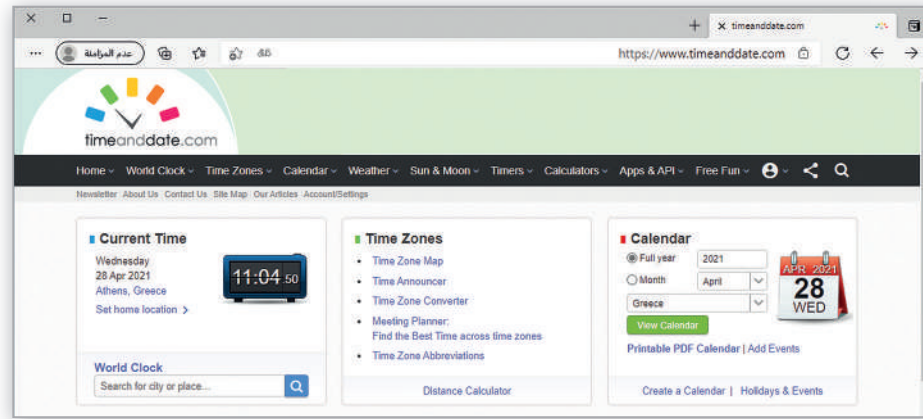 timeanddate.com
عدم المزامنة
https://www.timeanddate.com
timeanddate.com
Home World Clock Time Zones Calendar Weather Sun & Moon Timers Calculators Apps & API Free Fun
Newsletter About Us Contact Us Site Map Our Articles Account/Settings
Current Time
Wednesday
28 Apr 2021
Athens, Greece
Set home location >
11:04:50
World Clock
Search for city or place...
Time Zones
• Time Zone Map
• Time Announcer
• Time Zone Converter
• Meeting Planner:
Find the Best Time across time zones
• Time Zone Abbreviations
Distance Calculator
Calendar
Full year 2021
Month April
Greece
View Calendar
APR 2021
28
WED
Printable PDF Calendar | Add Events
Create a Calendar | Holidays & Events